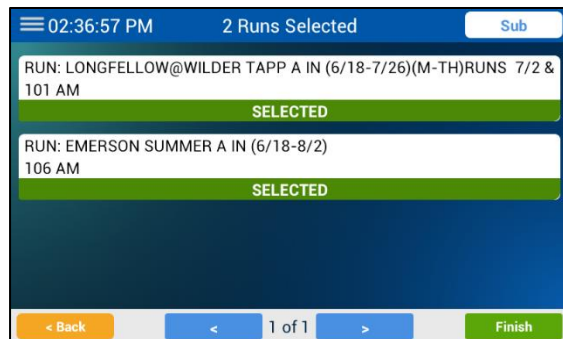 02:36:57 PM 2 Runs Selected Sub
RUN: LONGFELLOW@WILDER TAPP A IN (6/18-7/26)(M-TH)RUNS 7/2 &
101 AM
SELECTED
RUN: EMERSON SUMMER A IN (6/18-8/2)
106 AM
SELECTED
< Back < 1 of 1 > Finish